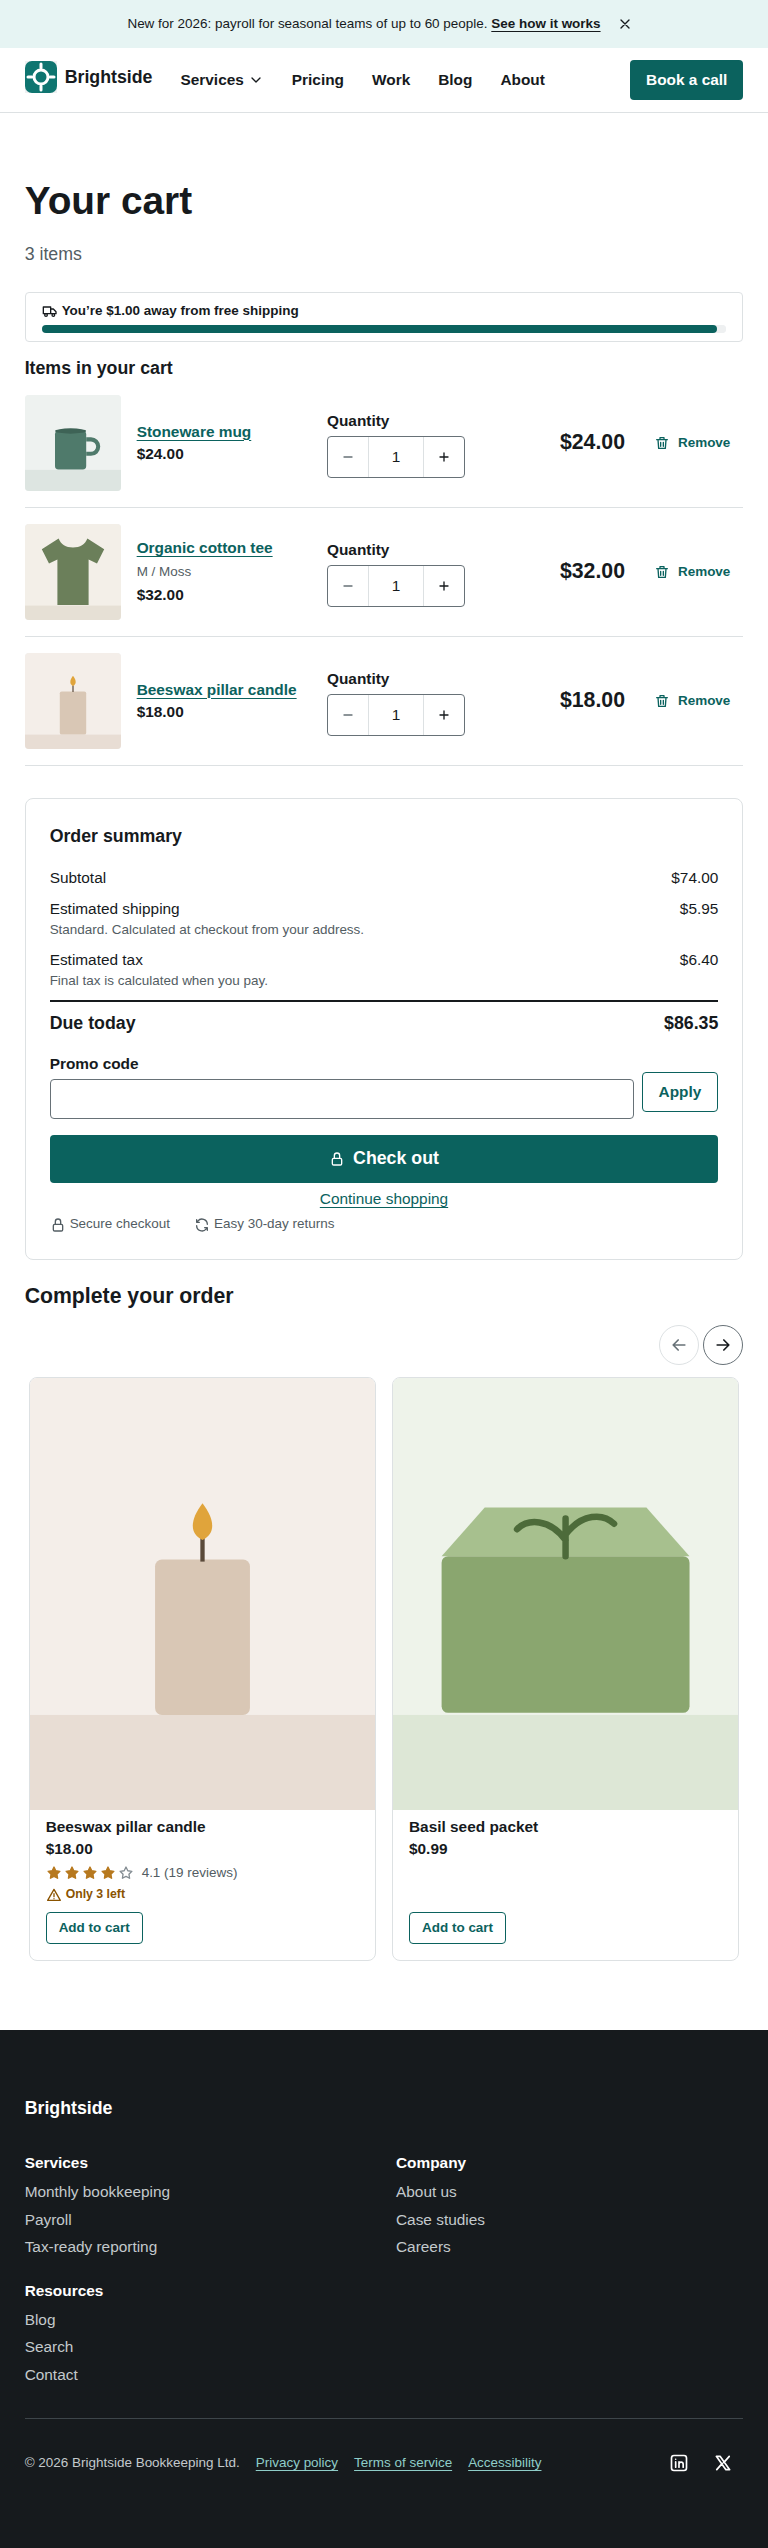 New for 2026: payroll for seasonal teams of up to 60 people. See how it works
Brightside
Services
Pricing
Work
Blog
About
Book a call
Your cart
3 items
You’re $1.00 away from free shipping
Items in your cart
Stoneware mug
$24.00
Quantity
1
$24.00
Remove
Organic cotton tee
M / Moss
$32.00
Quantity
1
$32.00
Remove
Beeswax pillar candle
$18.00
Quantity
1
$18.00
Remove
Order summary
Subtotal
$74.00
Estimated shipping
$5.95
Standard. Calculated at checkout from your address.
Estimated tax
$6.40
Final tax is calculated when you pay.
Due today
$86.35
Promo code
Apply
Check out
Continue shopping
Secure checkout
Easy 30-day returns
Complete your order
Beeswax pillar candle
$18.00
4.1 (19 reviews)
Only 3 left
Add to cart
Basil seed packet
$0.99
Add to cart
Brightside
Services
Monthly bookkeeping
Payroll
Tax-ready reporting
Company
About us
Case studies
Careers
Resources
Blog
Search
Contact
© 2026 Brightside Bookkeeping Ltd.
Privacy policy
Terms of service
Accessibility